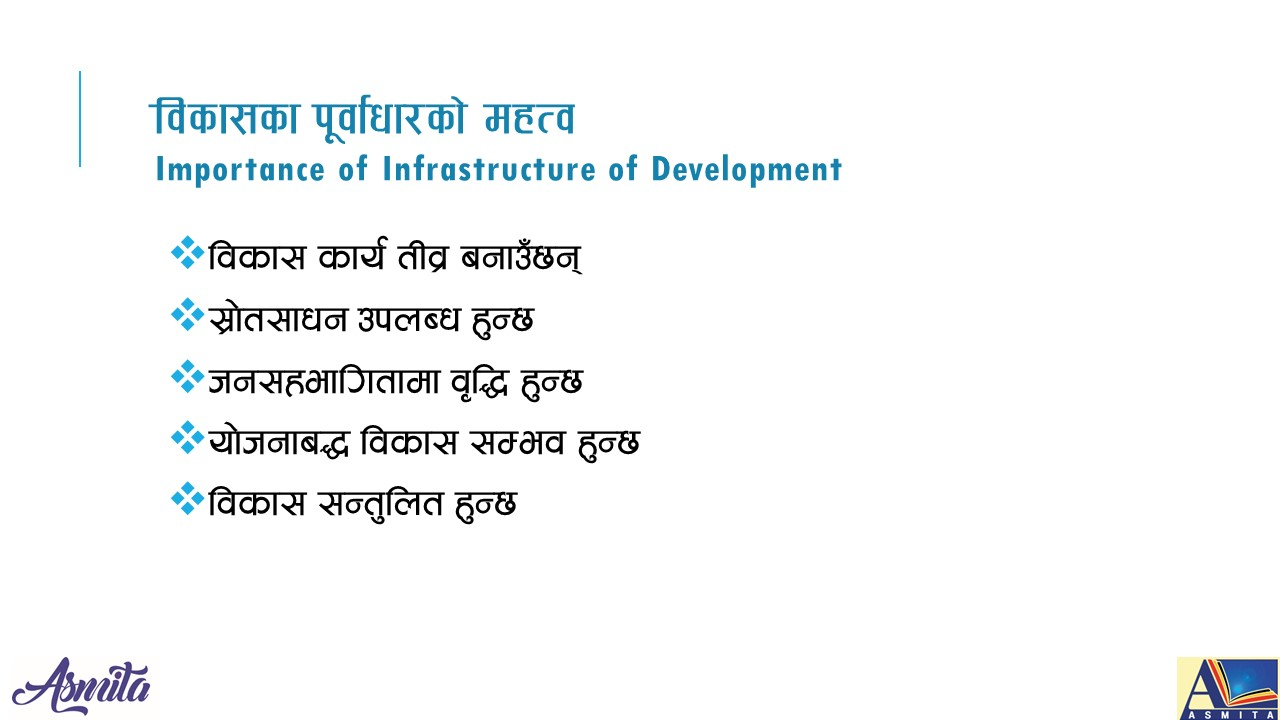 विकासका पूर्वाधारको महत्व
Importance of Infrastructure of Development
विकास कार्य तीव्र बनाउँछन्
स्रोतसाधन उपलब्ध हुन्छ
जनसहभागितामा वृद्धि हुन्छ
योजनाबद्ध विकास सम्भव हुन्छ
विकास सन्तुलित हुन्छ
Asmita
ASMITA